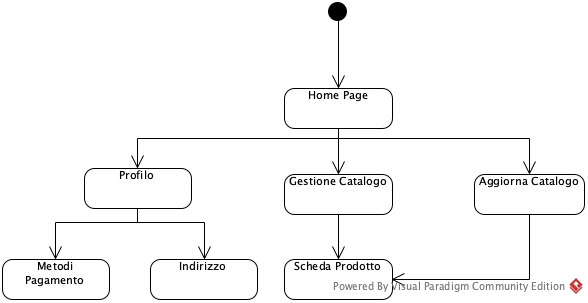 Home Page
Profilo
Gestione Catalogo
Aggiorna Catalogo
Metodi
Pagamento
Indirizzo
Scheda Prodotto
Powered By Visual Paradigm Community Edition